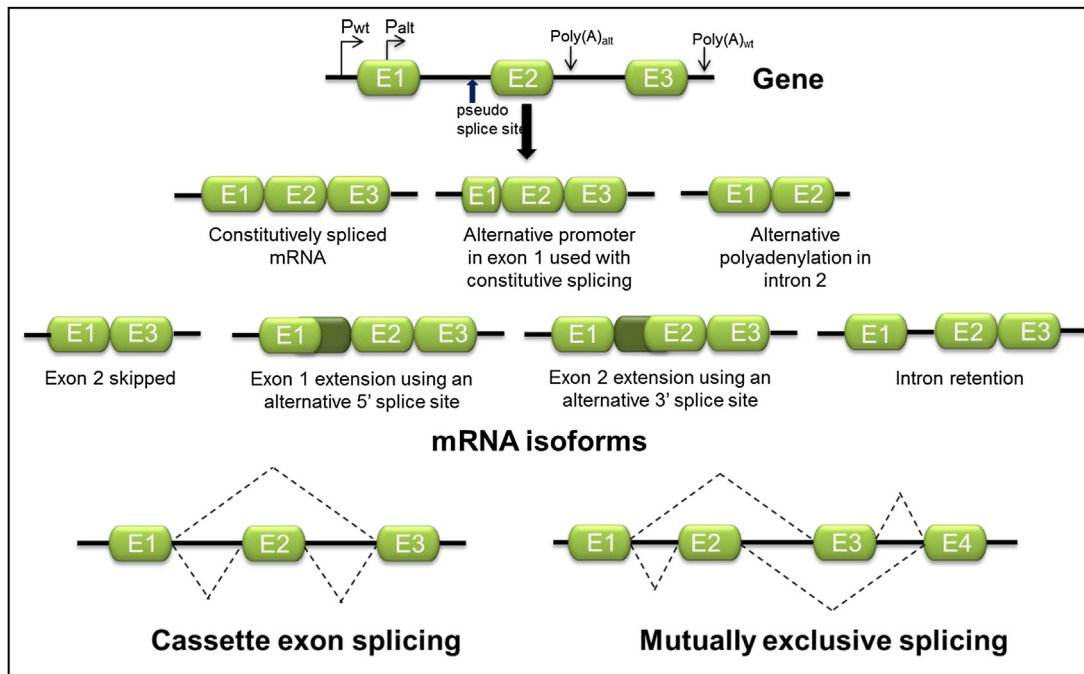 Pwt Palt Poly(A)alt Poly(A)wt
E1 E2 E3 Gene
pseudo
splice site
E1 E2 E3
Constitutively spliced
mRNA
E1 E2 E3
Alternative promoter
in exon 1 used with
constitutive splicing
E1 E2
Alternative
polyadenylation in
intron 2
E1 E3
Exon 2 skipped
E1 E2 E3
Exon 1 extension using an
alternative 5’ splice site
E1 E2 E3
Exon 2 extension using an
alternative 3’ splice site
E1 E2 E3
Intron retention
mRNA isoforms
E1 E2 E3
Cassette exon splicing
E1 E2 E3 E4
Mutually exclusive splicing